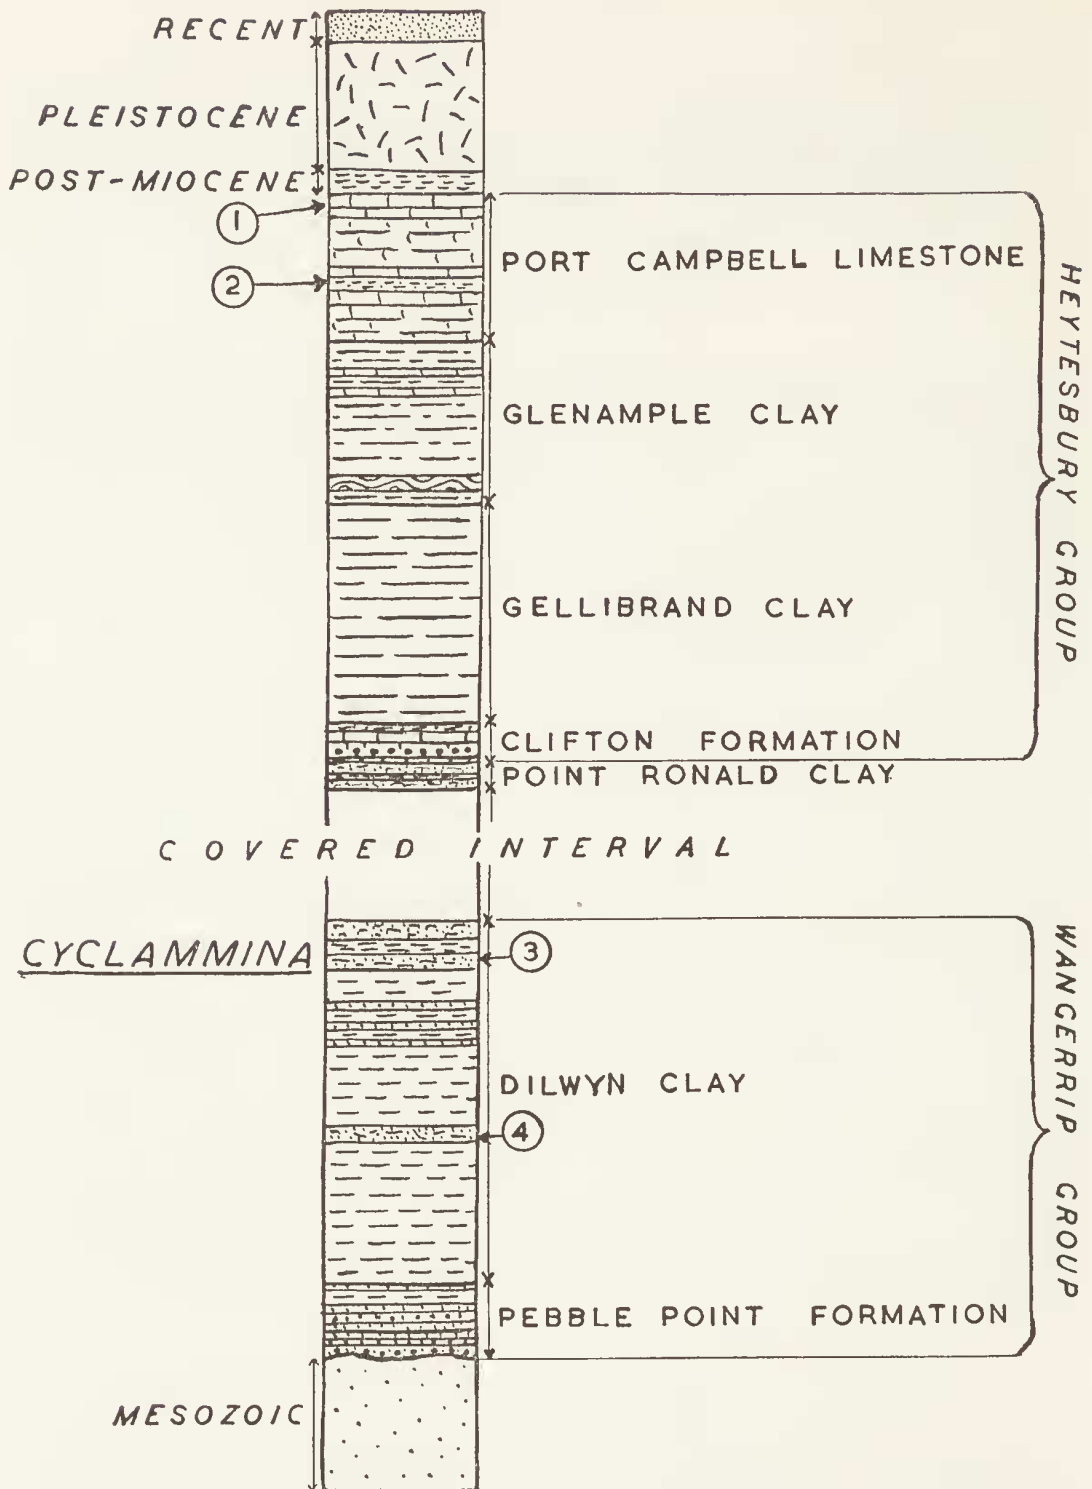 RECENT
PLEISTOCENE
POST-MIOCENE
1
2
PORT CAMPBELL LIMESTONE
GLENAMPLE CLAY
GELLIBRAND CLAY
CLIFTON FORMATION
POINT RONALD CLAY
HEYTESBURY GROUP
COVERED INTERVAL
CYCLAMMINA
3
DILWYN CLAY
4
PEBBLE POINT FORMATION
WANGERRIP GROUP
MESOZOIC